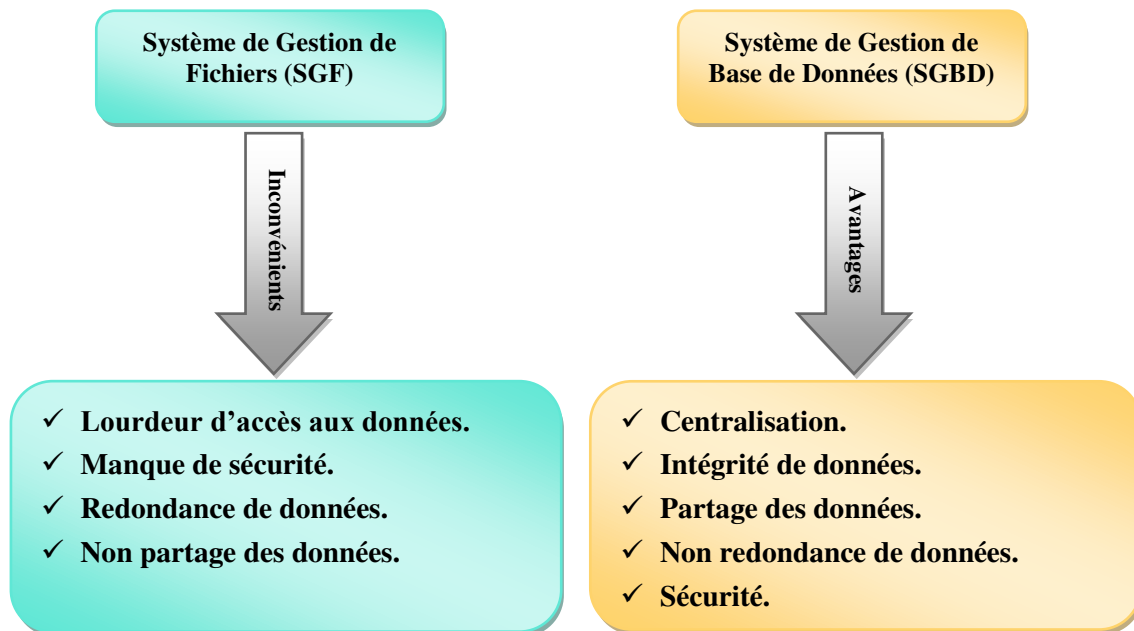 Système de Gestion de
Fichiers (SGF)
Inconvénients
✓ Lourdeur d’accès aux données.
✓ Manque de sécurité.
✓ Redondance de données.
✓ Non partage des données.
Système de Gestion de
Base de Données (SGBD)
Avantages
✓ Centralisation.
✓ Intégrité de données.
✓ Partage des données.
✓ Non redondance de données.
✓ Sécurité.